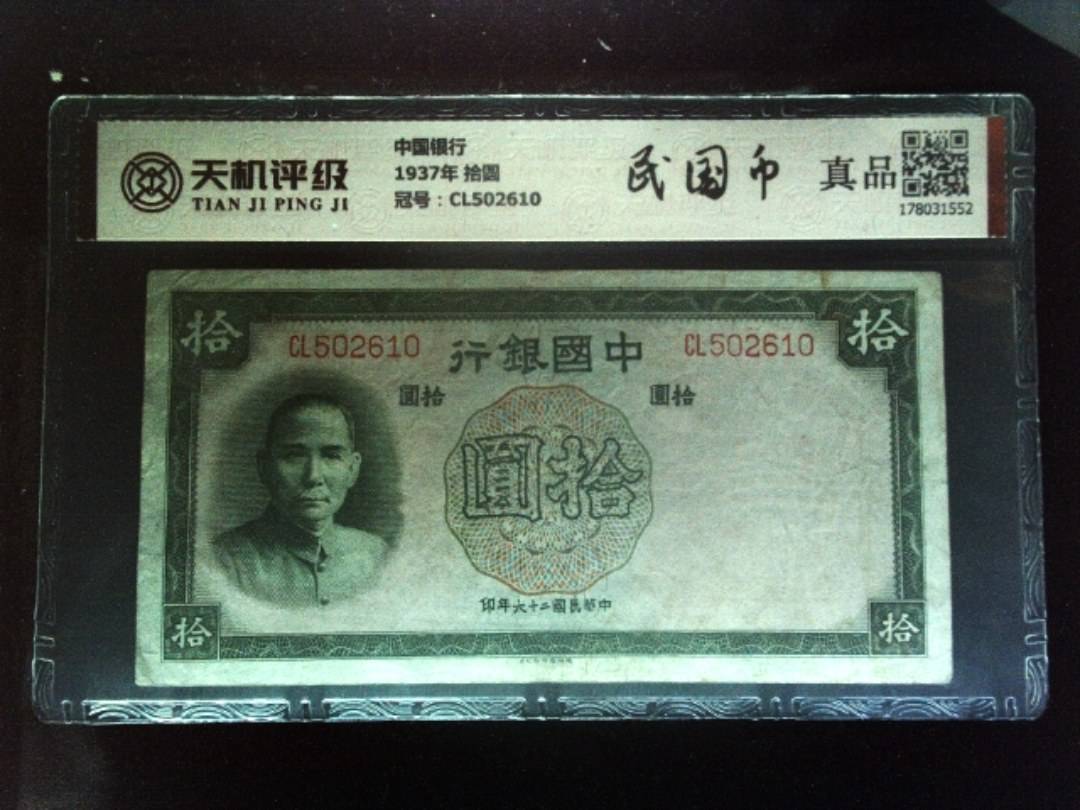 天机评级
TIAN JI PING JI
中国银行
1937年 拾圆
冠号：CL502610
民国币
真品
178031552
拾
CL502610
行銀國中
CL502610
拾
圓拾
圓拾
圓拾
印年六十二國民華中
拾
拾